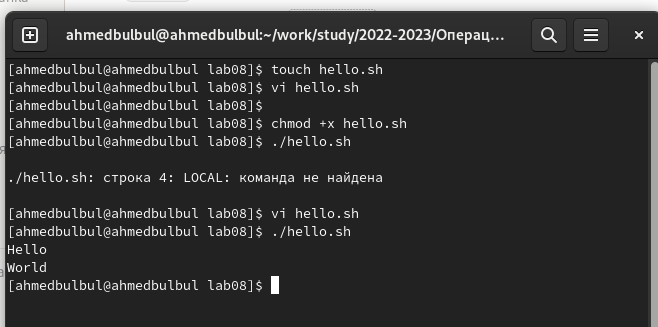 ahmedbulbul@ahmedbulbul:~/work/study/2022-2023/Операц…
[ahmedbulbul@ahmedbulbul lab08]$ touch hello.sh
[ahmedbulbul@ahmedbulbul lab08]$ vi hello.sh
[ahmedbulbul@ahmedbulbul lab08]$
[ahmedbulbul@ahmedbulbul lab08]$ chmod +x hello.sh
[ahmedbulbul@ahmedbulbul lab08]$ ./hello.sh
./hello.sh: строка 4: LOCAL: команда не найдена
[ahmedbulbul@ahmedbulbul lab08]$ vi hello.sh
[ahmedbulbul@ahmedbulbul lab08]$ ./hello.sh
Hello
World
[ahmedbulbul@ahmedbulbul lab08]$